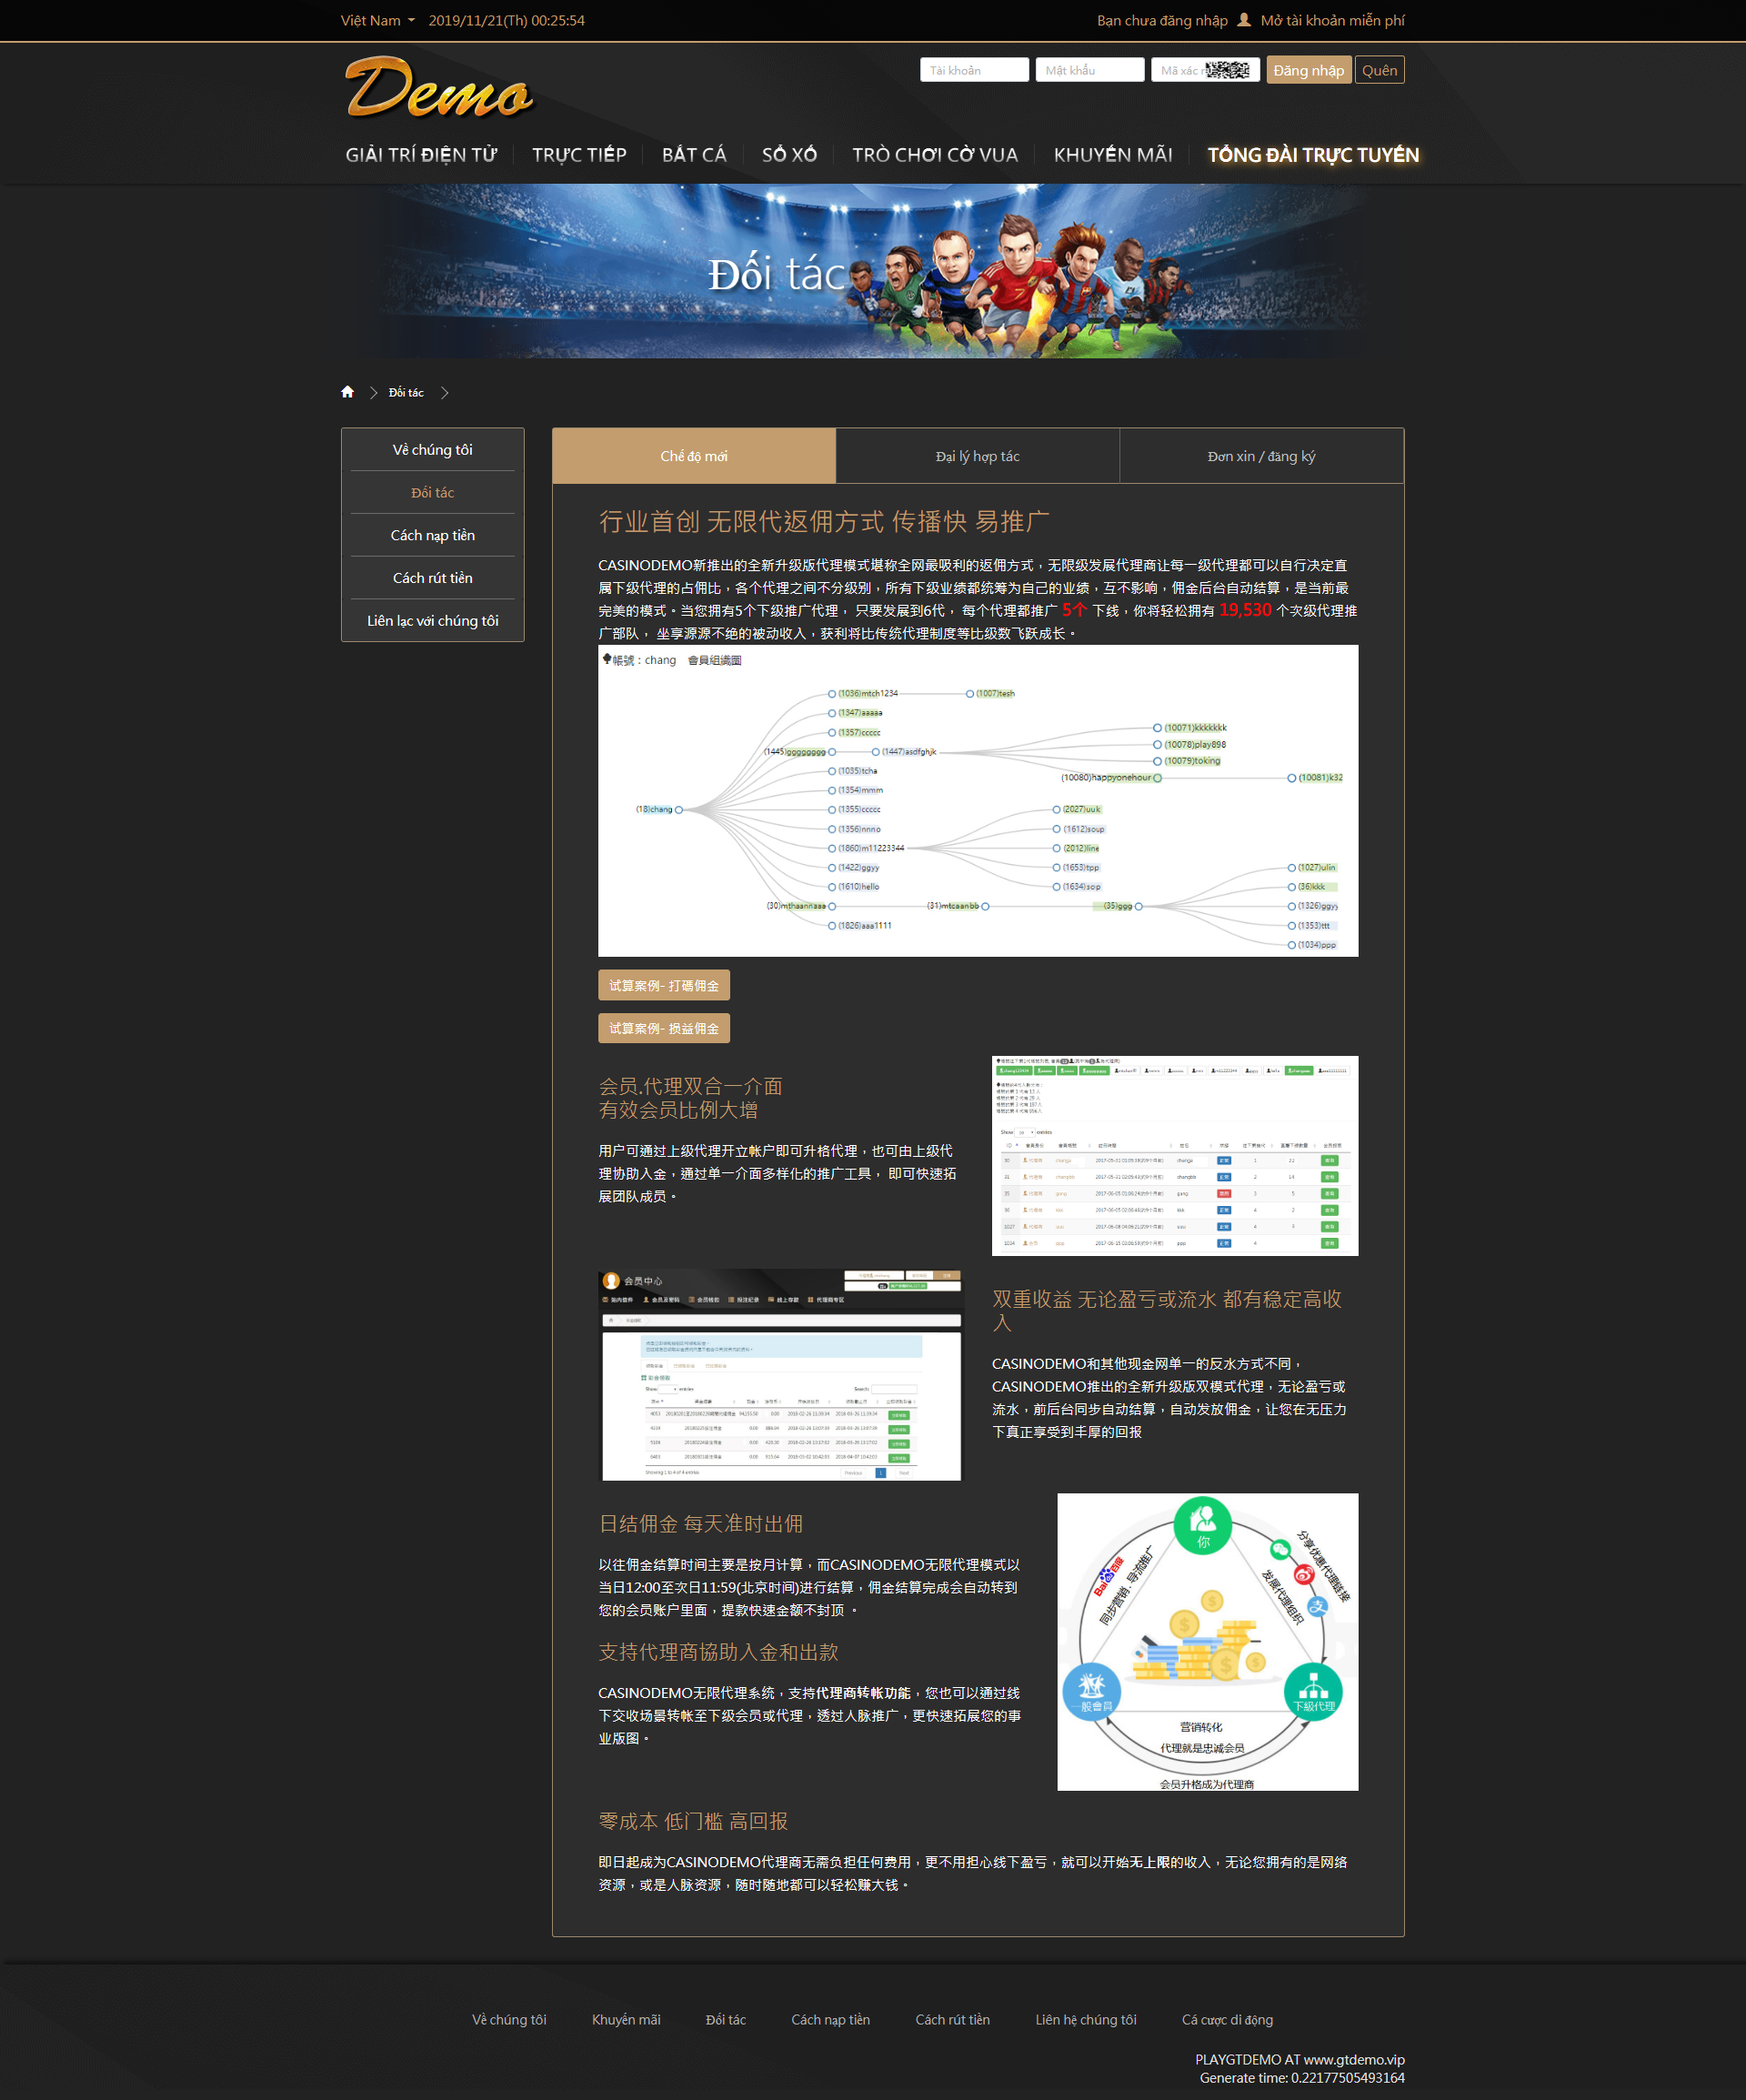 Việt Nam 2019/11/21(Th) 00:25:54
Bạn chưa đăng nhập Mở tài khoản miễn phí
Demo
Tài khoản Mật khẩu Mã xác Đăng nhập Quên
GIẢI TRÍ ĐIỆN TỬ TRỰC TIẾP BẮT CÁ SỐ XỐ TRÒ CHƠI CỜ VUA KHUYẾN MÃI TỔNG ĐÀI TRỰC TUYẾN
Đối tác
Đối tác
Về chúng tôi
Đối tác
Cách nạp tiền
Cách rút tiền
Liên lạc với chúng tôi
Chế độ mới Đại lý hợp tác Đơn xin / đăng ký
行业首创 无限代返佣方式 传播快 易推广
CASINODEMO新推出的全新升级版代理模式堪称全网最吸利的返佣方式，无限级发展代理商让每一级代理都可以自行决定直
属下级代理的占佣比，各个代理之间不分级别，所有下级业绩都统筹为自己的业绩，互不影响，佣金后台自动结算，是当前最
完美的模式。当您拥有5个下级推广代理， 只要发展到6代， 每个代理都推广 5个 下线，你将轻松拥有 19,530 个次级代理推
广部队， 坐享源源不绝的被动收入，获利将比传统代理制度等比级数飞跃成长。
帳號：chang 會員組織圖
(1036)mtch1234 (1007)tesh
(1347)aaaaa
(1357)ccccc
(10071)kkkkkkk
(10078)play898
(1445)gggggggg (1447)asdfghjk
(10079)toking
(1035)tcha
(10080)happyonehour (10081)k32
(1354)mmm
(18)chang
(1355)ccccc
(2027)uuk
(1356)nnno
(1612)soup
(1860)m11223344
(2012)line
(1422)ggyy
(1653)tpp
(1027)ulin
(1610)hello
(1634)sop
(36)kkk
(30)mthaannaaa (31)mtcaanbb (35)ggg
(1326)ggyy
(1826)aaa1111
(1353)ttt
(1034)ppp
试算案例- 打碼佣金
试算案例- 损益佣金
会员.代理双合一介面
有效会员比例大增
用户可通过上级代理开立帐户即可升格代理，也可由上级代
理协助入金，通过单一介面多样化的推广工具， 即可快速拓
展团队成员。
Show entries
会员中心
Show entries
Search:
Showing 1 to 4 of 4 entries
Previous 1 Next
双重收益 无论盈亏或流水 都有稳定高收
入
CASINODEMO和其他现金网单一的反水方式不同，
CASINODEMO推出的全新升级版双模式代理，无论盈亏或
流水，前后台同步自动结算，自动发放佣金，让您在无压力
下真正享受到丰厚的回报
日结佣金 每天准时出佣
以往佣金结算时间主要是按月计算，而CASINODEMO无限代理模式以
当日12:00至次日11:59(北京时间)进行结算，佣金结算完成会自动转到
您的会员账户里面，提款快速金额不封顶 。
支持代理商協助入金和出款
CASINODEMO无限代理系统，支持代理商转帐功能，您也可以通过线
下交收场景转帐至下级会员或代理，透过人脉推广，更快速拓展您的事
业版图。
你
Bai百度
同步营销.导流推广
分享优惠代理链接
发展代理组织
支
一般會員
下級代理
营销转化
代理就是忠诚会员
会员升格成为代理商
零成本 低门槛 高回报
即日起成为CASINODEMO代理商无需负担任何费用，更不用担心线下盈亏，就可以开始无上限的收入，无论您拥有的是网络
资源，或是人脉资源，随时随地都可以轻松赚大钱。
Về chúng tôi Khuyến mãi Đối tác Cách nạp tiền Cách rút tiền Liên hệ chúng tôi Cá cược di động
PLAYGTDEMO AT www.gtdemo.vip
Generate time: 0.22177505493164